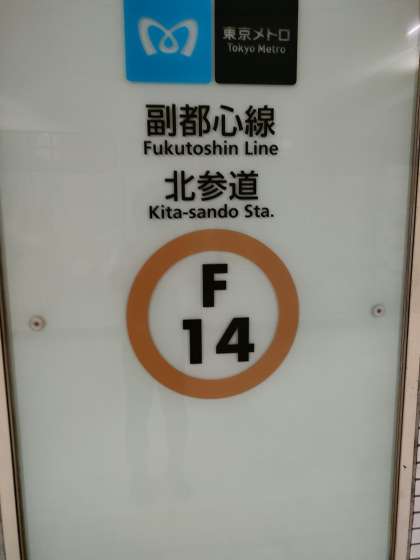 東京メトロ
Tokyo Metro
副都心線
Fukutoshin Line
北参道
Kita-sando Sta.
F
14